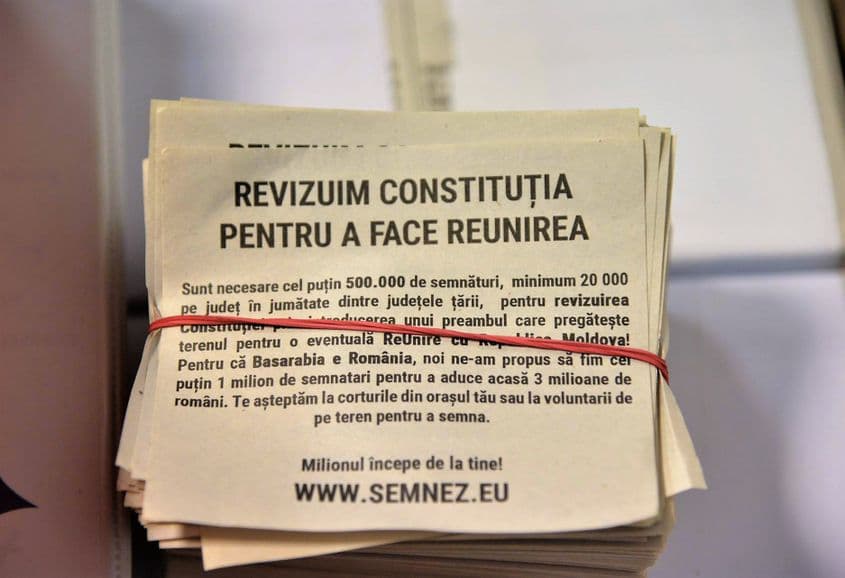 REVIZUIM CONSTITUȚIA
PENTRU A FACE REUNIREA
Sunt necesare cel puțin 500.000 de semnături, minimum 20 000
pe județ în jumătate dintre județele țării, pentru revizuirea
Constituției introducerea unui preambul care pregătește
terenul pentru o eventuală ReUnire cu Republica Moldova!
Pentru că Basarabia e România, noi ne-am propus să fim cel
puțin 1 milion de semnatari pentru a aduce acasă 3 milioane de
români. Te așteptăm la corturile din orașul tău sau la voluntarii de
pe teren pentru a semna.
Milionul începe de la tine!
WWW.SEMNEZ.EU